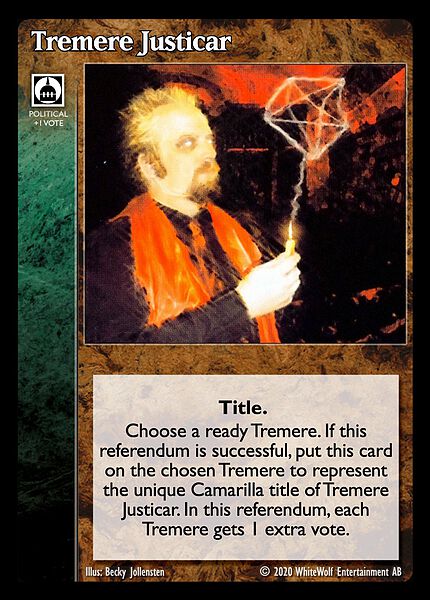 Tremere Justicar
POLITICAL
+1 VOTE
Title.
Choose a ready Tremere. If this
referendum is successful, put this card
on the chosen Tremere to represent
the unique Camarilla title of Tremere
Justicar. In this referendum, each
Tremere gets 1 extra vote.
Illus: Becky Jollensten
© 2020 WhiteWolf Entertainment AB